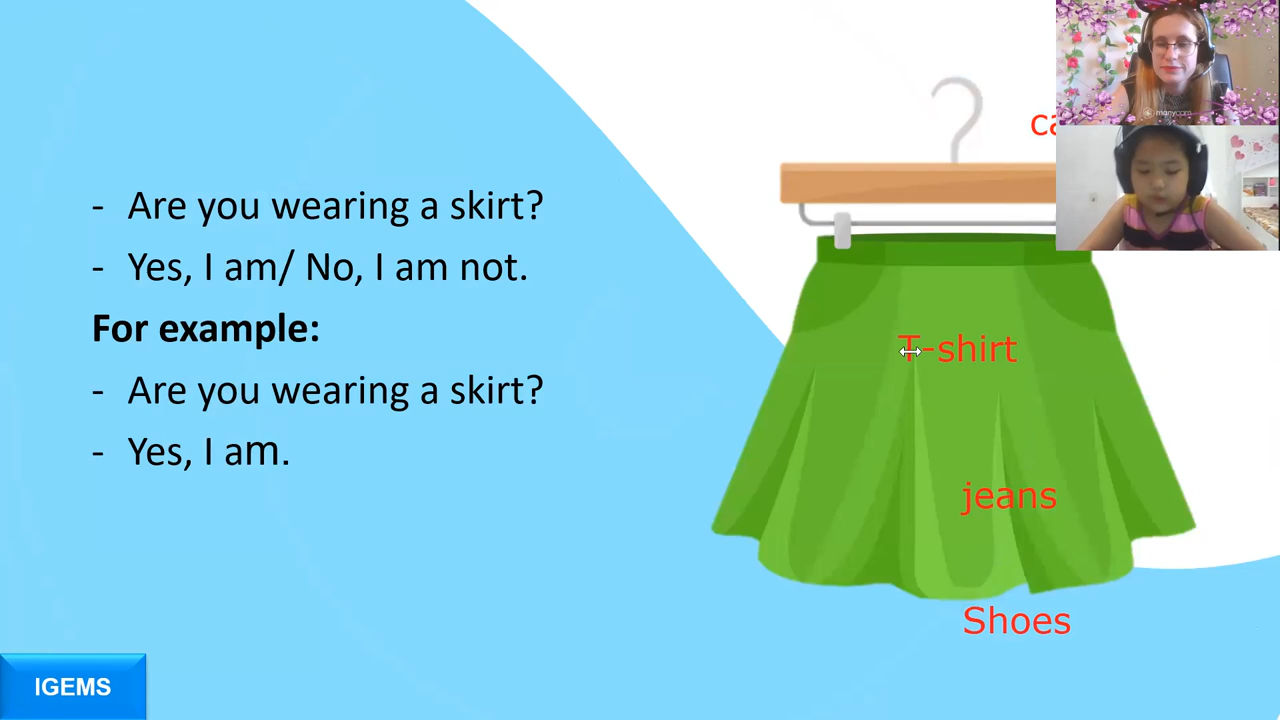 - Are you wearing a skirt?
- Yes, I am/ No, I am not.
For example:
- Are you wearing a skirt?
- Yes, I am.
T-shirt
jeans
Shoes
IGEMS
manycam